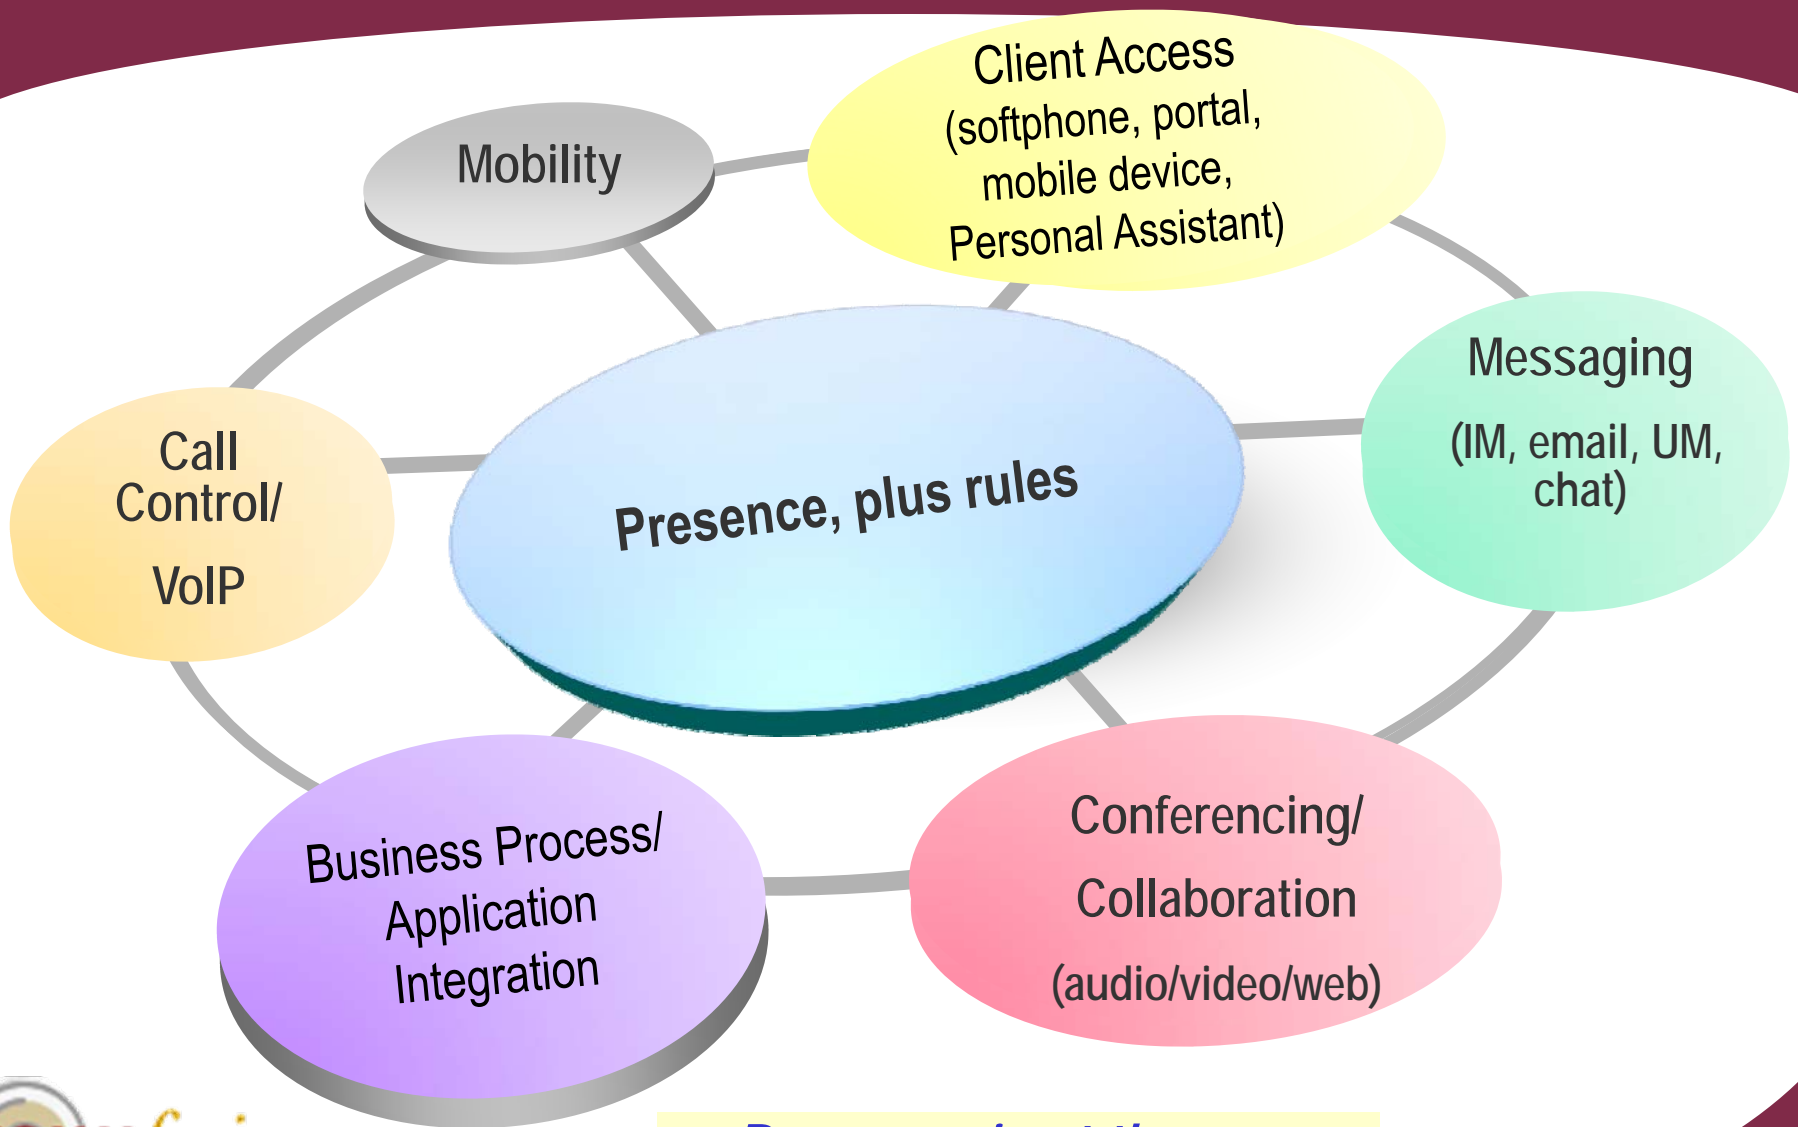 Client Access
(softphone, portal,
mobile device,
Personal Assistant)
Mobility
Messaging
(IM, email, UM,
chat)
Call
Control/
VoIP
Presence, plus rules
Business Process/
Application
Integration
Conferencing/
Collaboration
(audio/video/web)